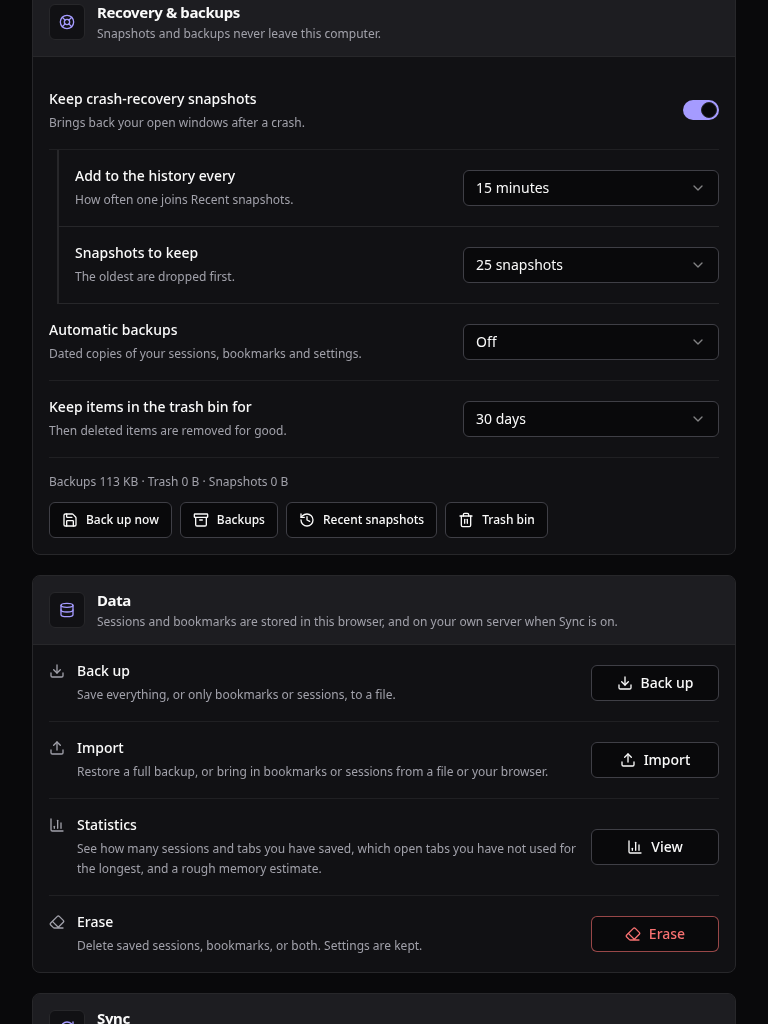 Recovery & backups
Snapshots and backups never leave this computer.
Keep crash-recovery snapshots
Brings back your open windows after a crash.
Add to the history every
How often one joins Recent snapshots.
15 minutes
Snapshots to keep
The oldest are dropped first.
25 snapshots
Automatic backups
Dated copies of your sessions, bookmarks and settings.
Off
Keep items in the trash bin for
Then deleted items are removed for good.
30 days
Backups 113 KB · Trash 0 B · Snapshots 0 B
Back up now
Backups
Recent snapshots
Trash bin
Data
Sessions and bookmarks are stored in this browser, and on your own server when Sync is on.
Back up
Save everything, or only bookmarks or sessions, to a file.
Back up
Import
Restore a full backup, or bring in bookmarks or sessions from a file or your browser.
Import
Statistics
See how many sessions and tabs you have saved, which open tabs you have not used for
the longest, and a rough memory estimate.
View
Erase
Delete saved sessions, bookmarks, or both. Settings are kept.
Erase
Sync